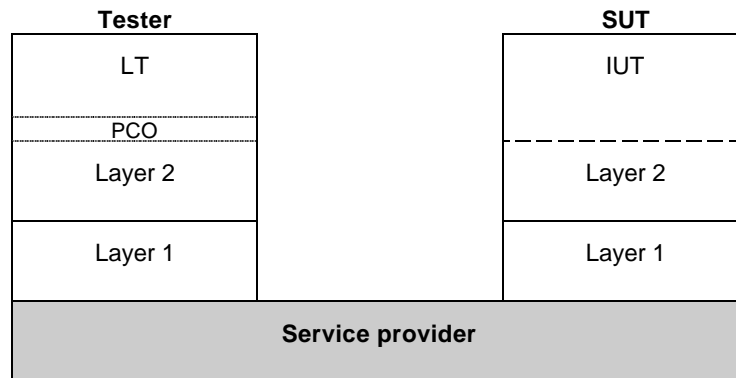 Tester
SUT
LT
IUT
PCO
Layer 2
Layer 2
Layer 1
Layer 1
Service provider